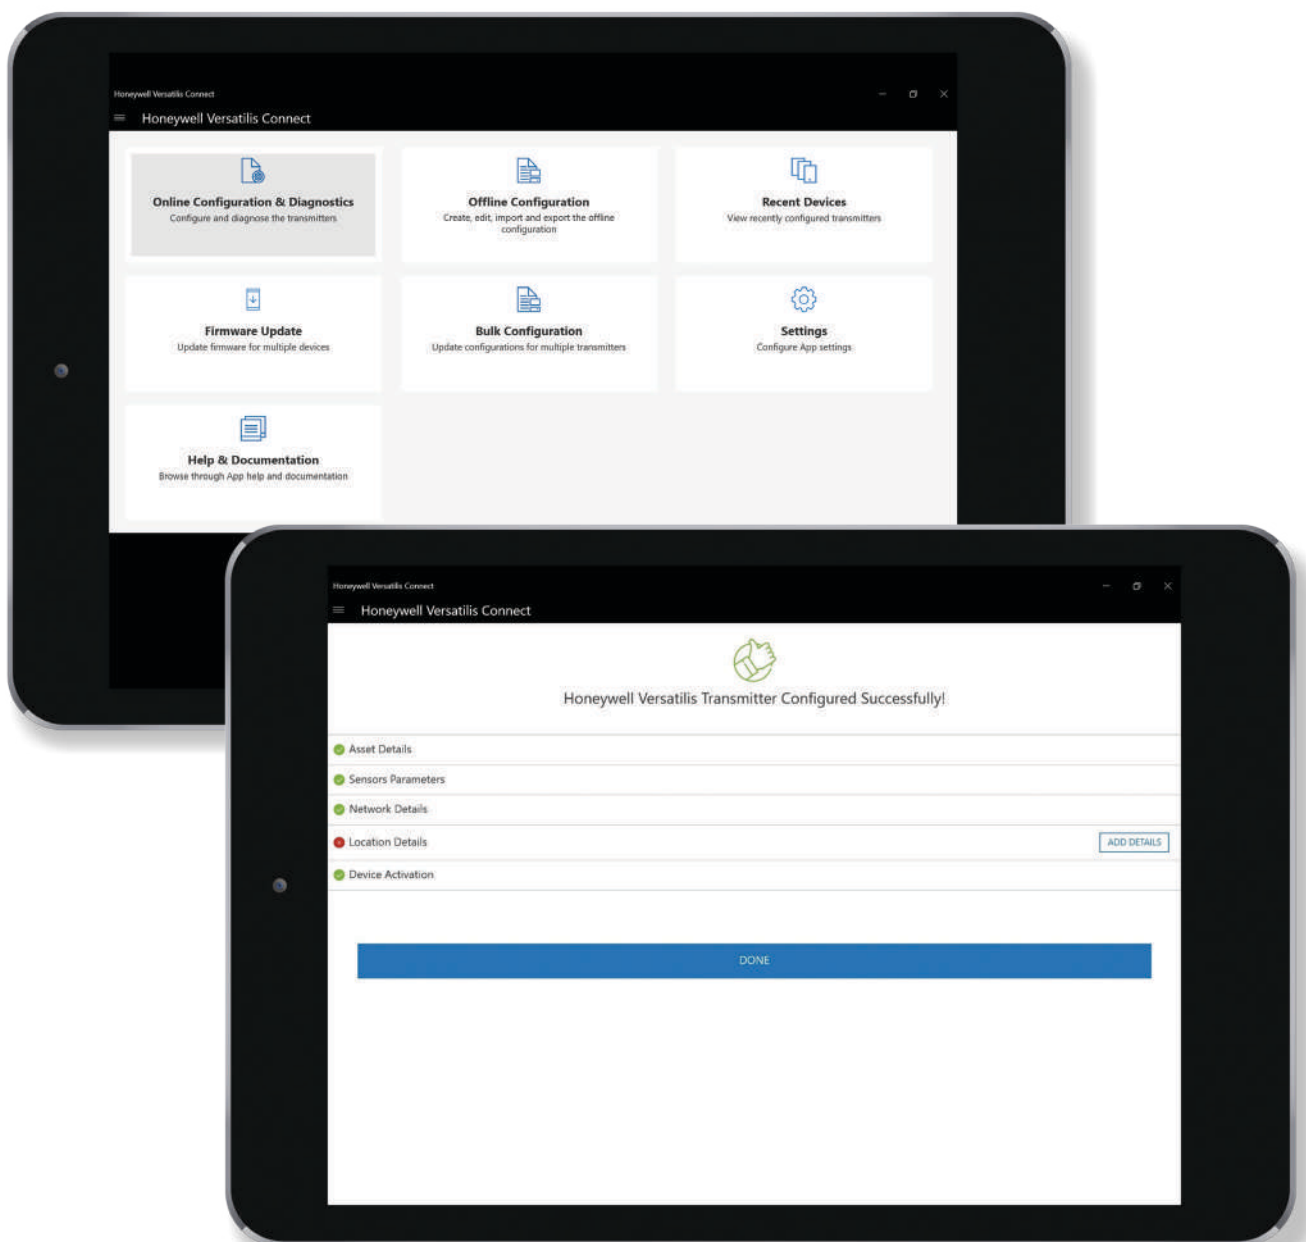 Honeywell Versatilis Connect
Honeywell Versatilis Connect
Online Configuration & Diagnostics
Configure and diagnose the transmitters
Offline Configuration
Create, edit, import and export the offline
configuration
Recent Devices
View recently configured transmitters
Firmware Update
Update firmware for multiple devices
Bulk Configuration
Update configurations for multiple transmitters
Settings
Configure App settings
Help & Documentation
Browse through App help and documentation
Honeywell Versatilis Connect
Honeywell Versatilis Connect
Honeywell Versatilis Transmitter Configured Successfully!
Asset Details
Sensors Parameters
Network Details
Location Details
ADD DETAILS
Device Activation
DONE